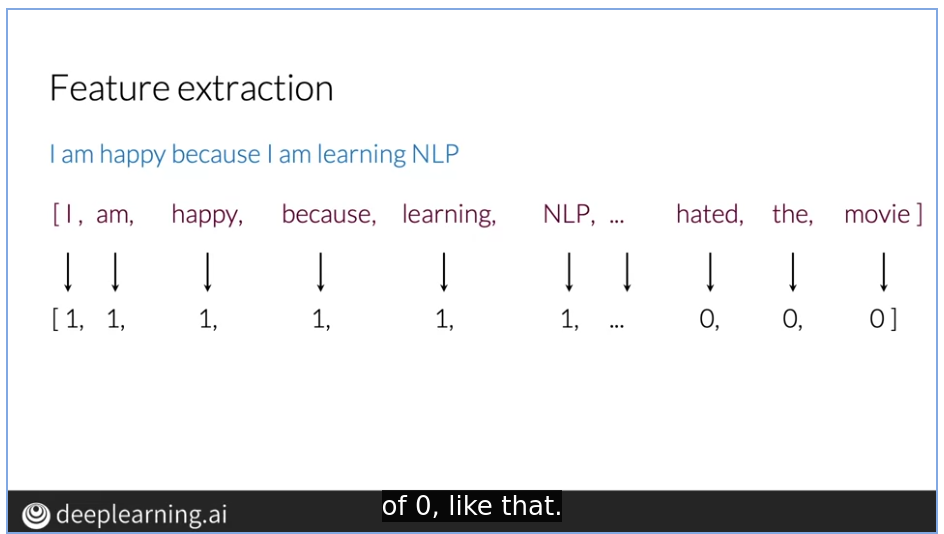 Feature extraction
I am happy because I am learning NLP
[ I , am, happy, because, learning, NLP, ... hated, the, movie ]
[ 1, 1, 1, 1, 1, 1, ... 0, 0, 0 ]
of 0, like that.
deeplearning.ai